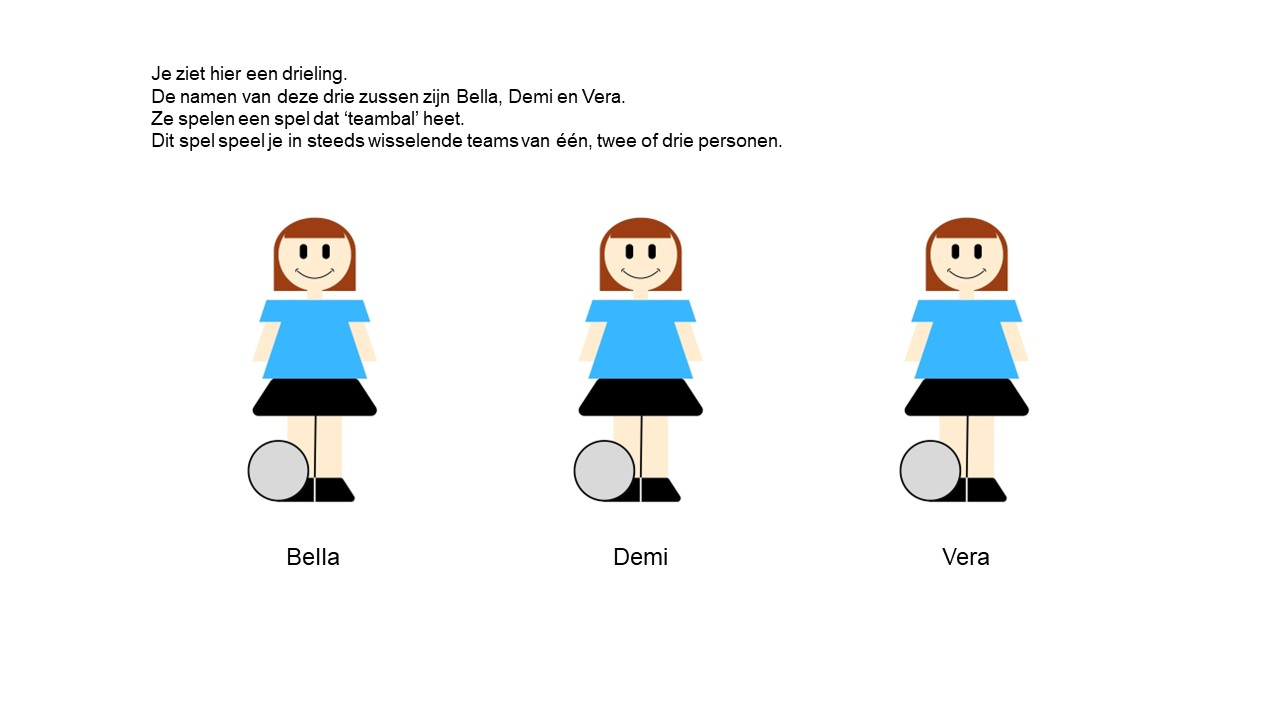 Je ziet hier een drieling.
De namen van deze drie zussen zijn Bella, Demi en Vera.
Ze spelen een spel dat ‘teambal’ heet.
Dit spel speel je in steeds wisselende teams van één, twee of drie personen.
Bella
Demi
Vera